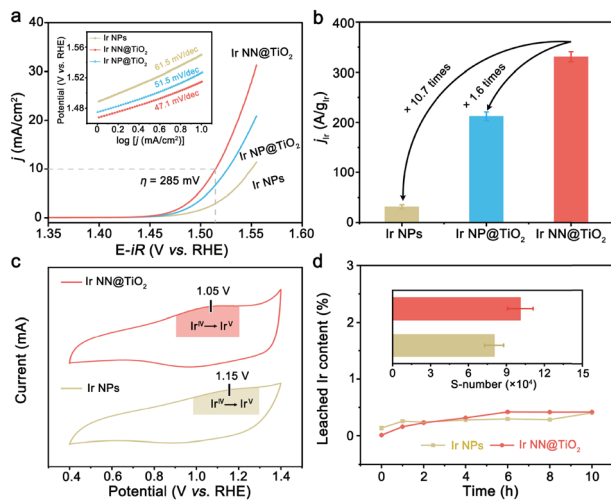 a
Ir NPs
Ir NN@TiO₂
Ir NP@TiO₂
61.5 mV/dec
51.5 mV/dec
47.1 mV/dec
1.58
1.53
1.48
Potential (V vs. RHE)
0.0 0.2 0.4 0.6 0.8 1.0
log [j (mA/cm²)]
Ir NN@TiO₂
Ir NP@TiO₂
Ir NPs
η = 285 mV
40
30
20
10
0
j (mA/cm²)
1.35 1.40 1.45 1.50 1.55 1.60
E-iR (V vs. RHE)
b
400
300
200
100
0
jIr (A/gIr)
× 10.7 times
× 1.6 times
Ir NPs Ir NP@TiO₂ Ir NN@TiO₂
c
Ir NN@TiO₂
1.05 V
IrIV→ IrV
Ir NPs
1.15 V
IrIV→ IrV
Current (mA)
0.4 0.6 0.8 1.0 1.2 1.4
Potential (V vs. RHE)
d
3
2
2
1
0
0
Leached Ir content (%)
0 3 6 9 12 15
S-number (×10⁴)
Ir NPs Ir NN@TiO₂
0 2 4 6 8 10
Time (h)